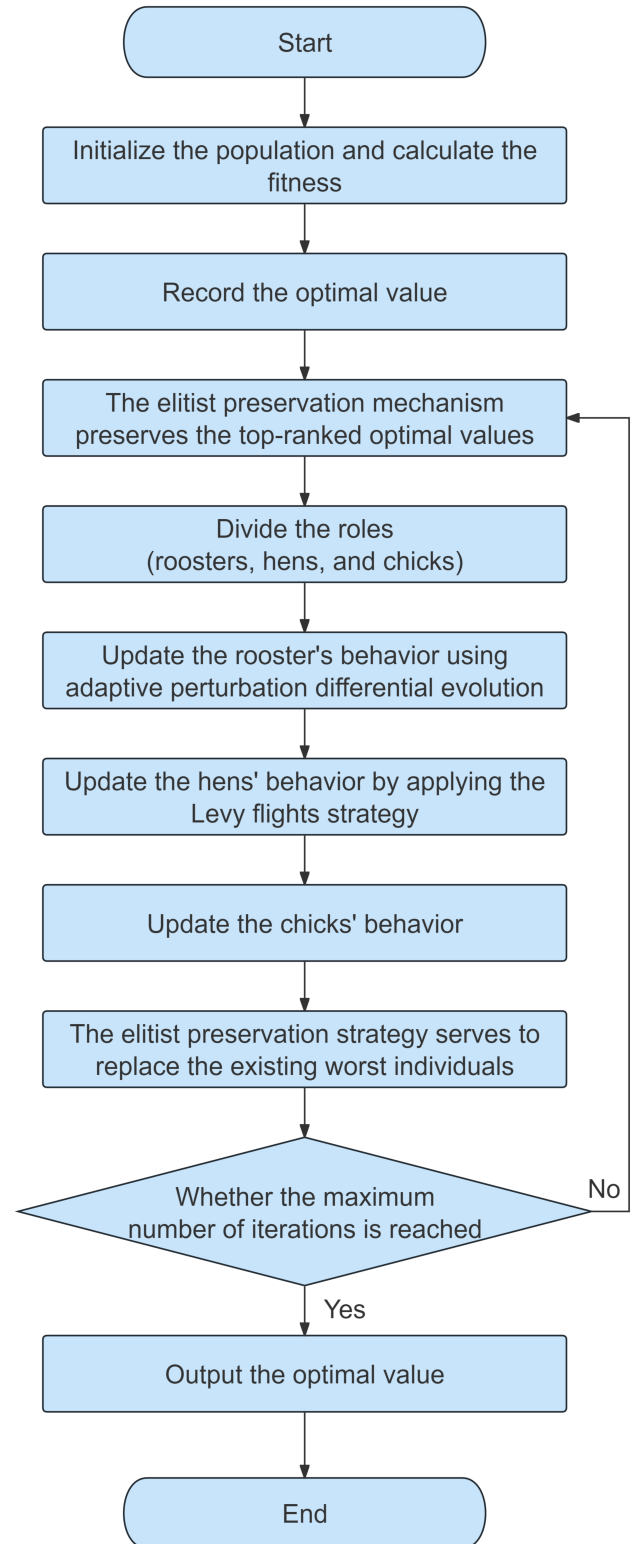 Start
Initialize the population and calculate the
fitness
Record the optimal value
The elitist preservation mechanism
preserves the top-ranked optimal values
Divide the roles
(roosters, hens, and chicks)
Update the rooster's behavior using
adaptive perturbation differential evolution
Update the hens' behavior by applying the
Levy flights strategy
Update the chicks' behavior
The elitist preservation strategy serves to
replace the existing worst individuals
No
Whether the maximum
number of iterations is reached
Yes
Output the optimal value
End